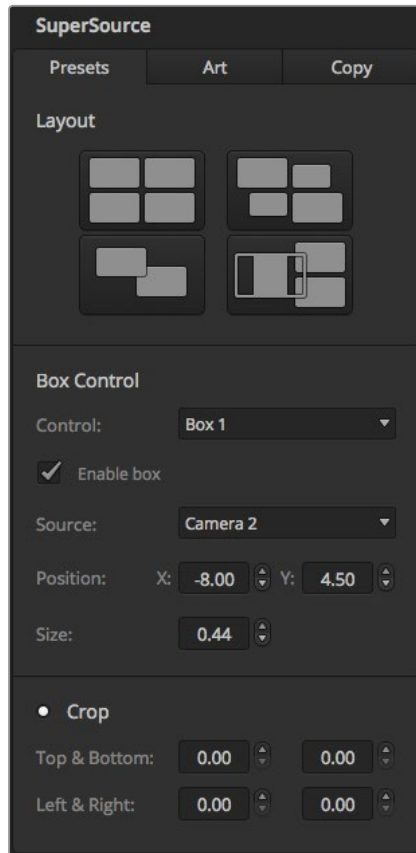 SuperSource
Presets Art Copy
Layout
Box Control
Control: Box 1
Enable box
Source: Camera 2
Position: X: -8.00 Y: 4.50
Size: 0.44
Crop
Top & Bottom: 0.00 0.00
Left & Right: 0.00 0.00